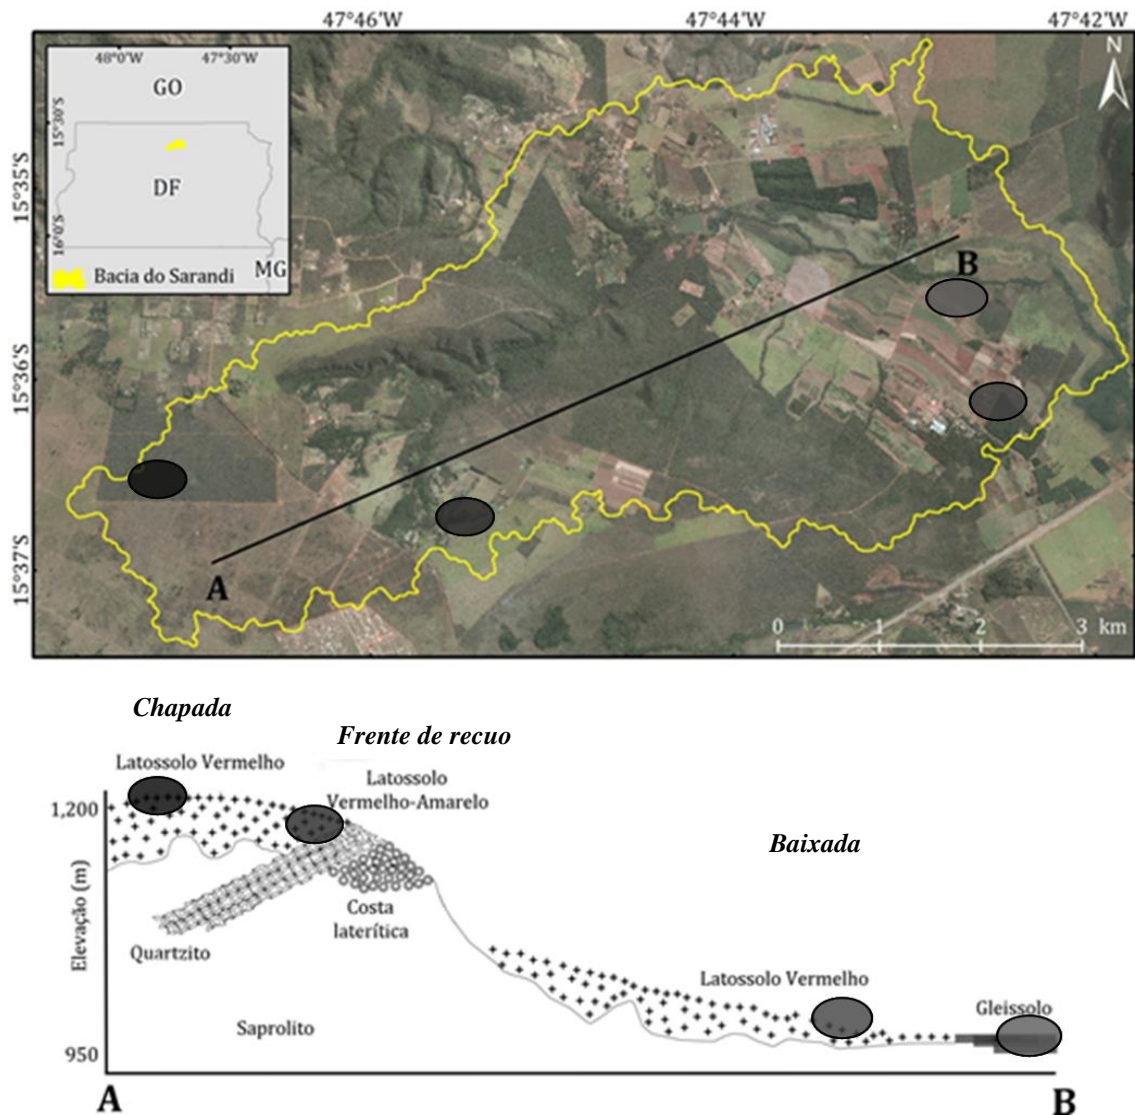 47°46'W
47°44'W
47°42'W
48°0'W
47°30'W
N
GO
15°30'S
DF
16°0'S
MG
Bacia do Sarandi
15°35'S
15°36'S
15°37'S
B
A
0 1 2 3 km
Chapada
Frente de recuo
Latossolo Vermelho
Latossolo
Vermelho-Amarelo
1,200
Baixada
Elevação (m)
Costa
laterítica
Quartzito
Latossolo Vermelho
Gleissolo
Saprolito
950
A
B